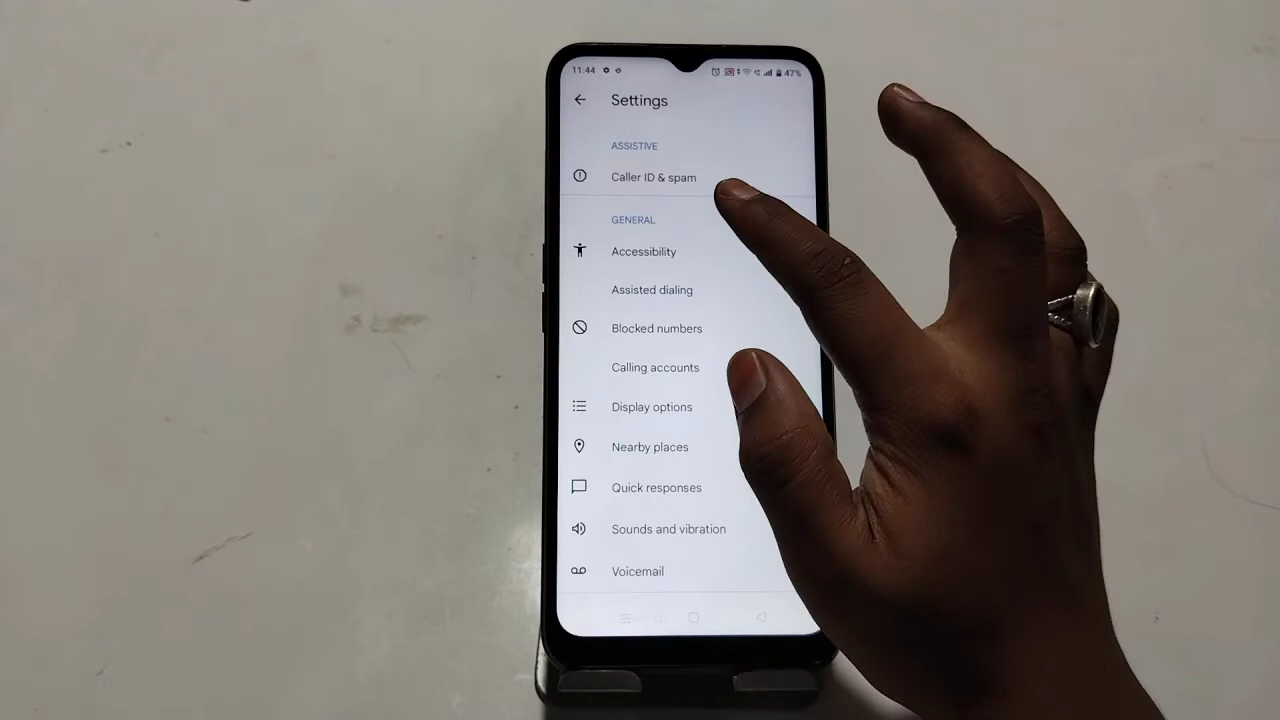 11:44 47%
Settings
ASSISTIVE
Caller ID & spam
GENERAL
Accessibility
Assisted dialing
Blocked numbers
Calling accounts
Display options
Nearby places
Quick responses
Sounds and vibration
Voicemail